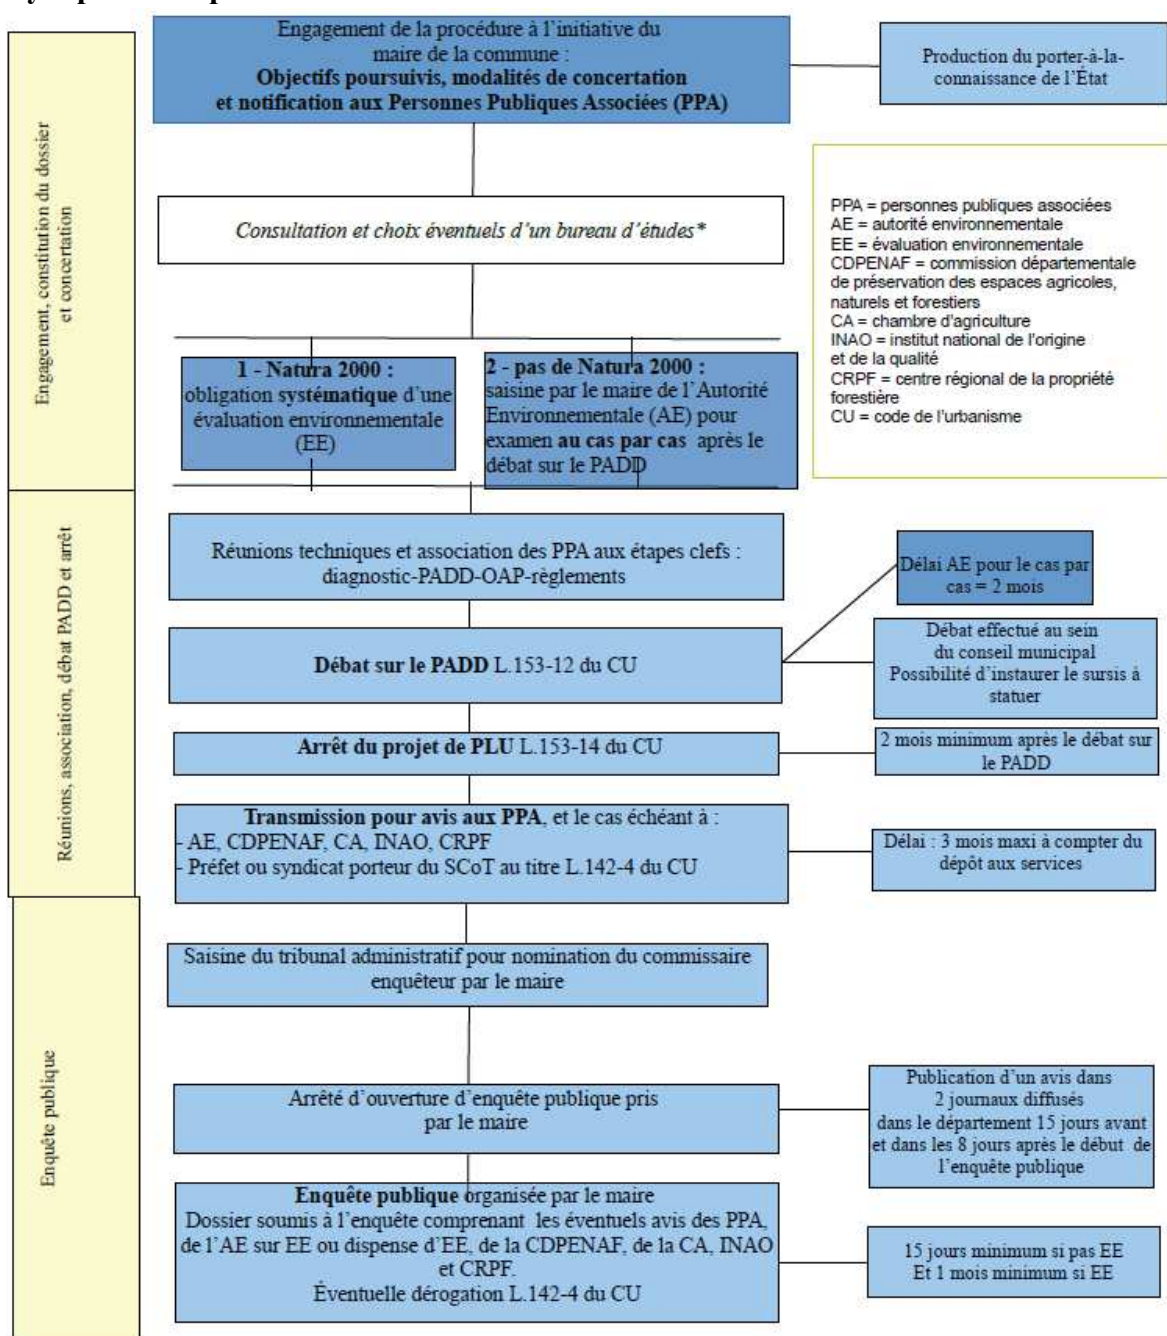 Engagement de la procédure à l'initiative du
maire de la commune :
Objectifs poursuivis, modalités de concertation
et notification aux Personnes Publiques Associées (PPA)
Production du porter-à-la-
connaissance de l'État
Engagement, constitution du dossier
et concertation
Consultation et choix éventuels d'un bureau d'études*
PPA = personnes publiques associées
AE = autorité environnementale
EE = évaluation environnementale
CDPENAF = commission départementale
de préservation des espaces agricoles,
naturels et forestiers
CA = chambre d'agriculture
INAO = institut national de l'origine
et de la qualité
CRPF = centre régional de la propriété
forestière
CU = code de l'urbanisme
1 - Natura 2000 :
obligation systématique d'une
évaluation environnementale
(EE)
2 - pas de Natura 2000 :
saisine par le maire de l'Autorité
Environnementale (AE) pour
examen au cas par cas après le
débat sur le PADD
Réunions, association, débat PADD et arrêt
Réunions techniques et association des PPA aux étapes clefs :
diagnostic-PADD-OAP-règlements
Délai AE pour le cas par
cas = 2 mois
Débat sur le PADD L.153-12 du CU
Débat effectué au sein
du conseil municipal
Possibilité d'instaurer le sursis à
statuer
Arrêt du projet de PLU L.153-14 du CU
2 mois minimum après le débat sur
le PADD
Transmission pour avis aux PPA, et le cas échéant à :
- AE, CDPENAF, CA, INAO, CRPF
- Préfet ou syndicat porteur du SCoT au titre L.142-4 du CU
Délai : 3 mois maxi à compter du
dépôt aux services
Enquête publique
Saisine du tribunal administratif pour nomination du commissaire
enquêteur par le maire
Arrêté d'ouverture d'enquête publique pris
par le maire
Publication d'un avis dans
2 journaux diffusés
dans le département 15 jours avant
et dans les 8 jours après le début de
l'enquête publique
Enquête publique organisée par le maire
Dossier soumis à l'enquête comprenant les éventuels avis des PPA,
de l'AE sur EE ou dispense d'EE, de la CDPENAF, de la CA, INAO
et CRPF.
Éventuelle dérogation L.142-4 du CU
15 jours minimum si pas EE
Et 1 mois minimum si EE